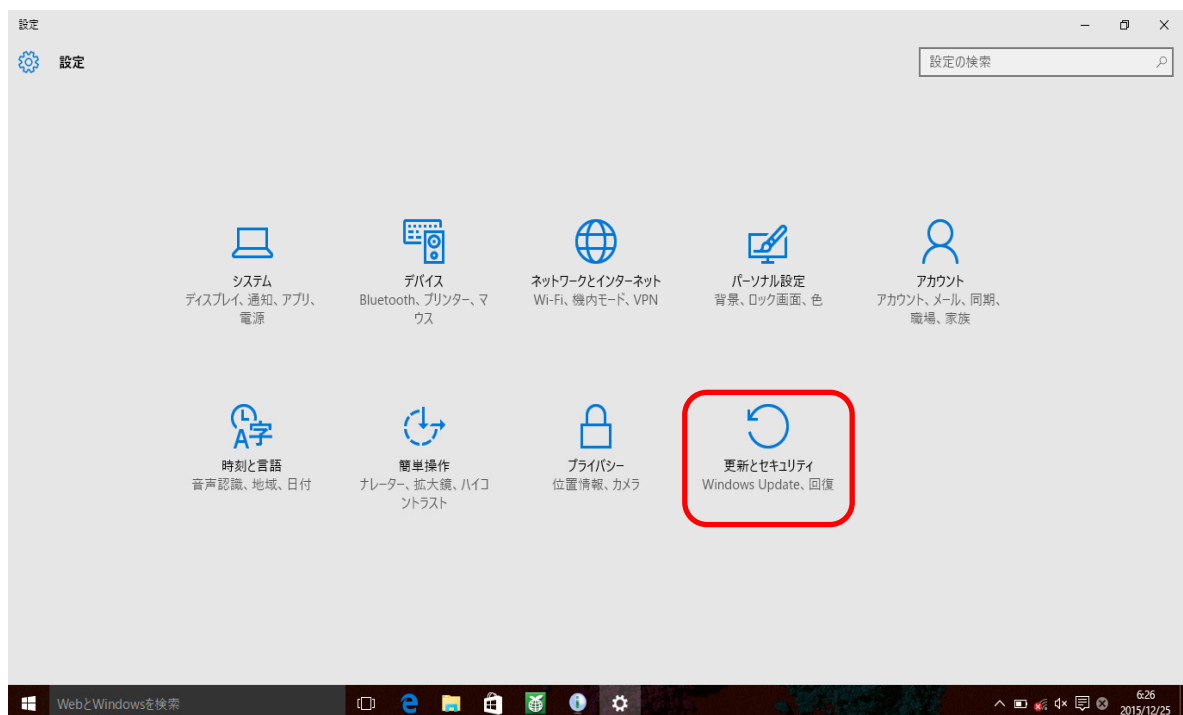 設定
設定
設定の検索
システム
ディスプレイ、通知、アプリ、
電源
デバイス
Bluetooth、プリンター、マ
ウス
ネットワークとインターネット
Wi-Fi、機内モード、VPN
パーソナル設定
背景、ロック画面、色
アカウント
アカウント、メール、同期、
職場、家族
時刻と言語
音声認識、地域、日付
簡単操作
ナレーター、拡大鏡、ハイコ
ントラスト
プライバシー
位置情報、カメラ
更新とセキュリティ
Windows Update、回復
WebとWindowsを検索
6:26
2015/12/25